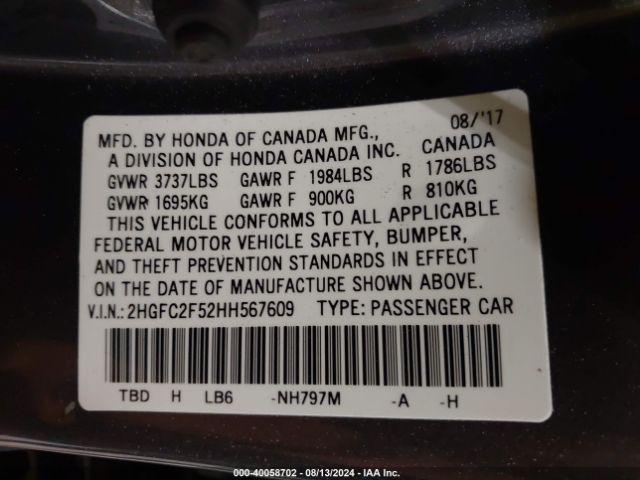 08/'17
MFD. BY HONDA OF CANADA MFG.,
A DIVISION OF HONDA CANADA INC. CANADA
GVWR 3737LBS GAWR F 1984LBS R 1786LBS
GVWR 1695KG GAWR F 900KG R 810KG
THIS VEHICLE CONFORMS TO ALL APPLICABLE
FEDERAL MOTOR VEHICLE SAFETY, BUMPER,
AND THEFT PREVENTION STANDARDS IN EFFECT
ON THE DATE OF MANUFACTURE SHOWN ABOVE.
V.I.N.: 2HGFC2F52HH567609 TYPE: PASSENGER CAR
TBD H LB6 -NH797M -A -H
000-40058702 - 08/13/2024 - IAA Inc.